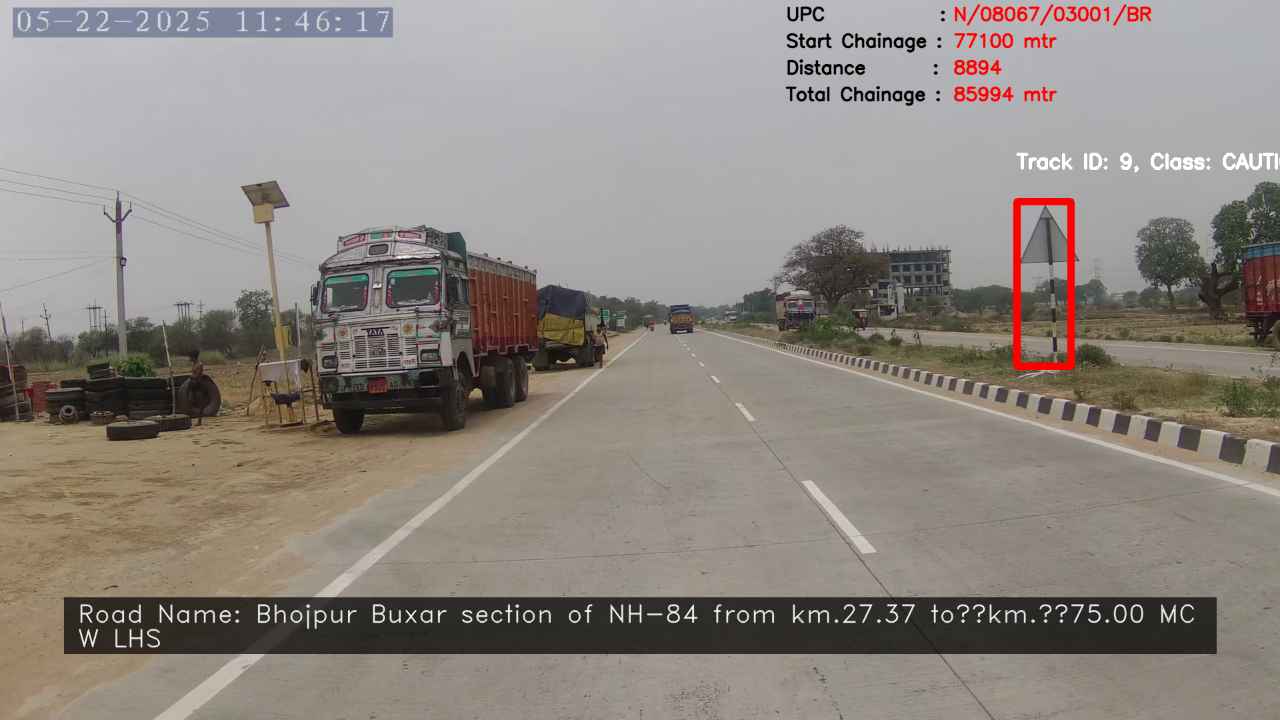 05-22-2025 11:46:17
UPC : N/08067/03001/BR
Start Chainage : 77100 mtr
Distance : 8894
Total Chainage : 85994 mtr
Track ID: 9, Class: CAUTI
TATA
Road Name: Bhojpur Buxar section of NH-84 from km.27.37 to??km.??75.00 MC
W LHS